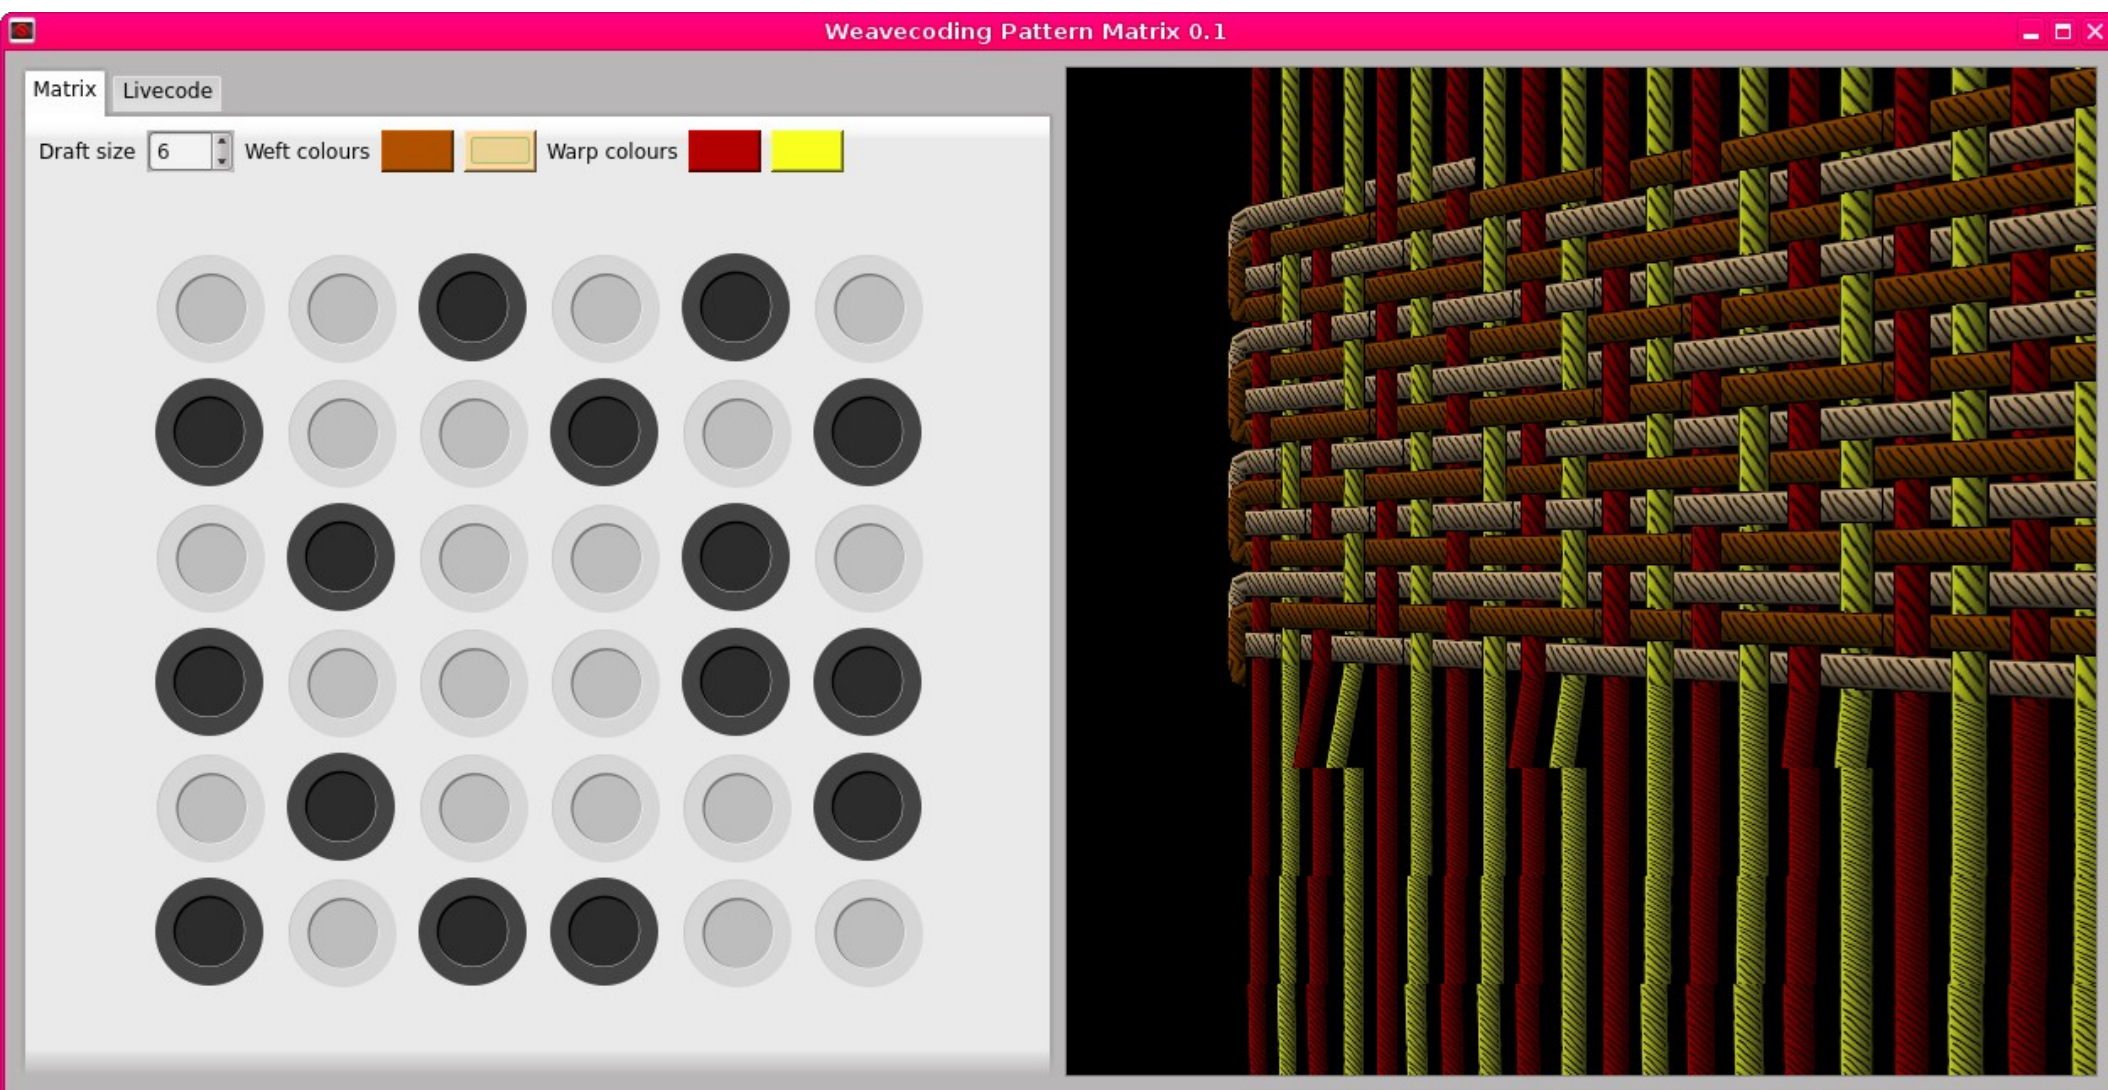 Weavecoding Pattern Matrix 0.1
Matrix Livecode
Draft size 6 Weft colours Warp colours